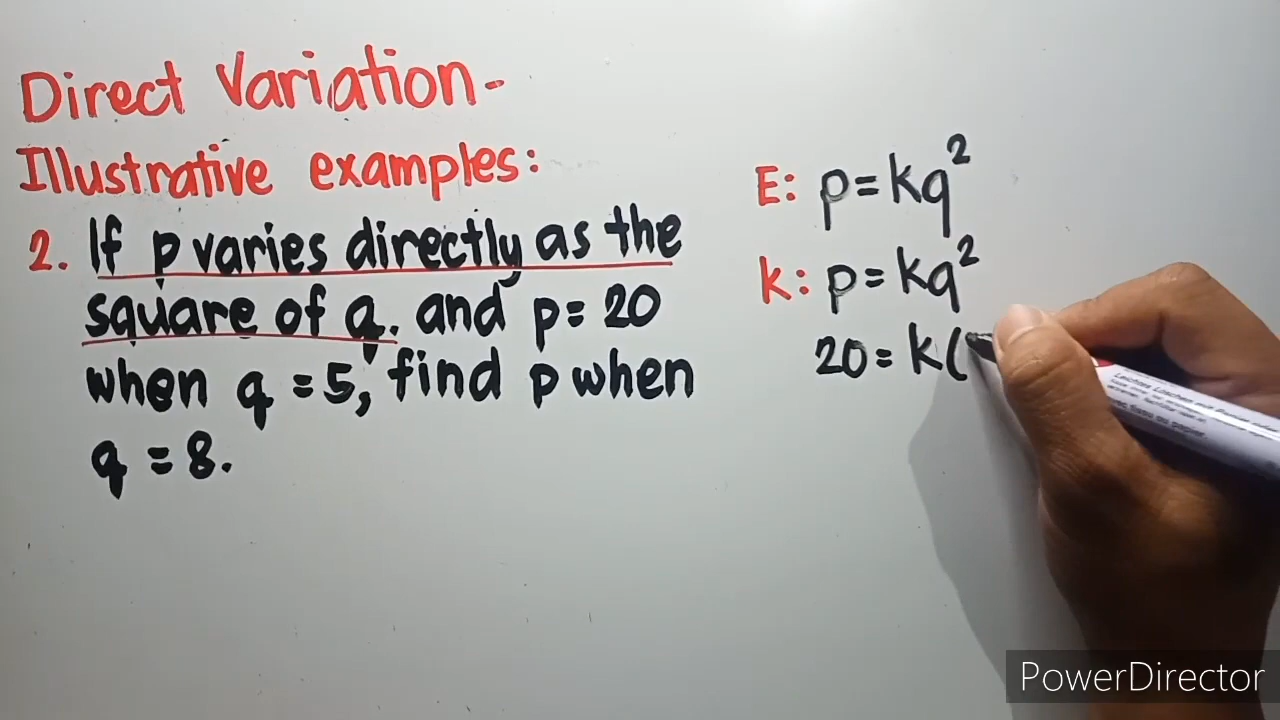 Direct Variation-
Illustrative examples:
2. If p varies directly as the
square of q. and p = 20
when q = 5, find p when
q = 8.
E: p = kq²
k: p = kq²
20 = k(
PowerDirector